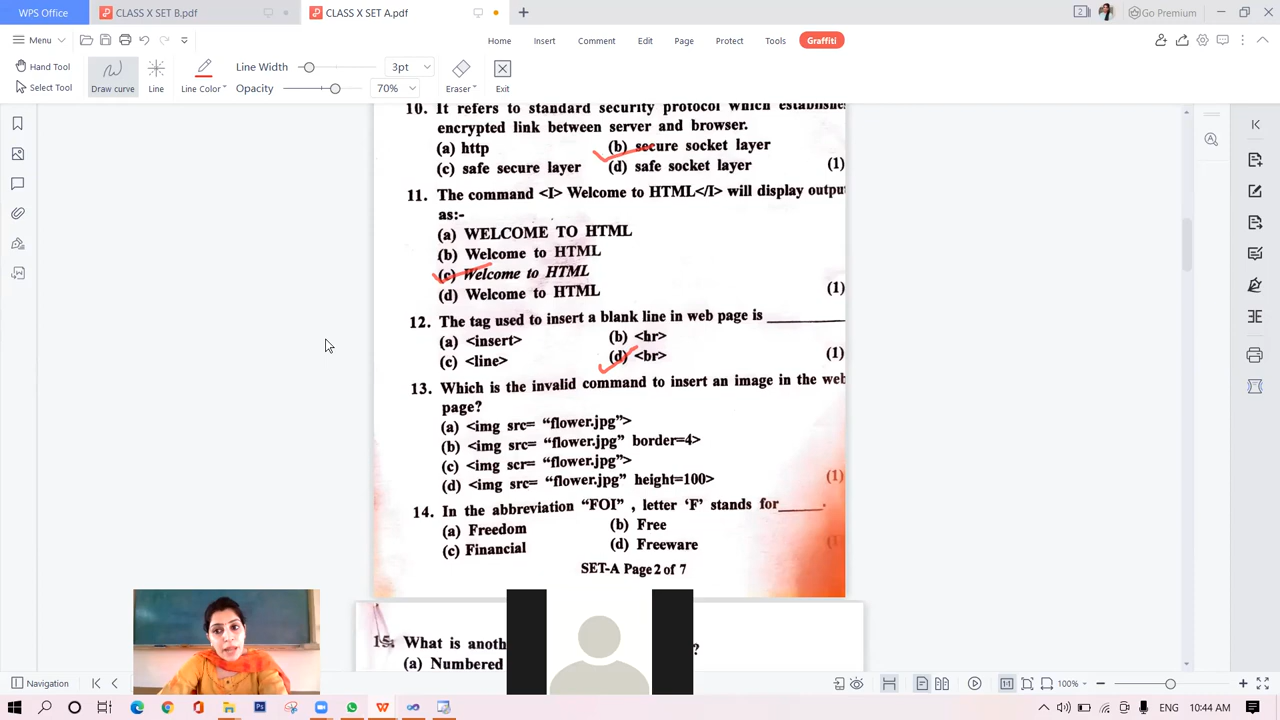 WPS Office
CLASS X SET B.pdf
CLASS X SET A.pdf
2
Go Premium
Menu
Home
Insert
Comment
Edit
Page
Protect
Tools
Graffiti
Hand Tool
Select Tool
Draw curve
Line
Line Color
Line Width
3pt
Opacity
70%
Eraser
Exit
10. It refers to standard security protocol which establishes
encrypted link between server and browser.
(a) http
(b) secure socket layer
(c) safe secure layer
(d) safe socket layer
(1)
11. The command <I> Welcome to HTML</I> will display output
as:-
(a) WELCOME TO HTML
(b) Welcome to HTML
(c) Welcome to HTML
(d) Welcome to HTML
(1)
12. The tag used to insert a blank line in web page is __________
(a) <insert>
(b) <hr>
(c) <line>
(d) <br>
(1)
13. Which is the invalid command to insert an image in the web
page?
(a) <img src= “flower.jpg”>
(b) <img src= “flower.jpg” border=4>
(c) <img scr= “flower.jpg”>
(d) <img src= “flower.jpg” height=100>
(1)
14. In the abbreviation “FOI” , letter ‘F’ stands for______.
(a) Freedom
(b) Free
(c) Financial
(d) Freeware
(1)
SET-A Page 2 of 7
15. What is anoth
?
(a) Numbered
Navigation
100%
10:44 AM